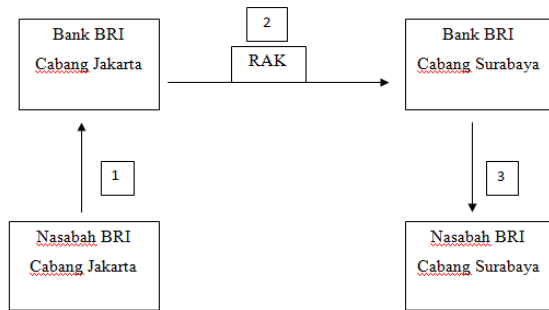 Bank BRI
Cabang Jakarta
2
RAK
Bank BRI
Cabang Surabaya
1
3
Nasabah BRI
Cabang Jakarta
Nasabah BRI
Cabang Surabaya